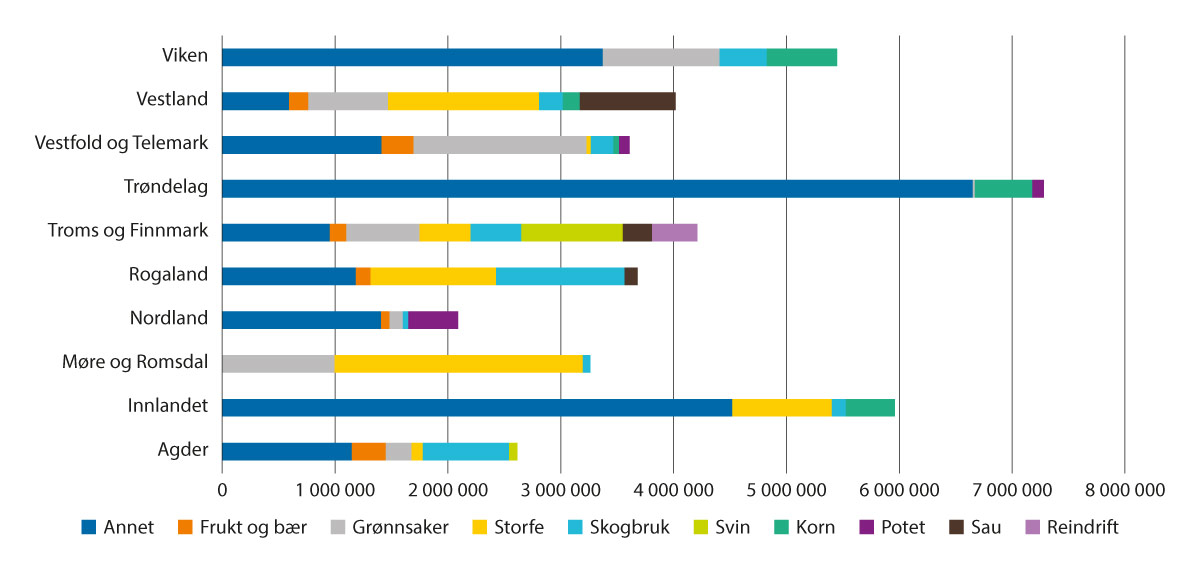 Viken
Vestland
Vestfold og Telemark
Trøndelag
Troms og Finnmark
Rogaland
Nordland
Møre og Romsdal
Innlandet
Agder
0 1 000 000 2 000 000 3 000 000 4 000 000 5 000 000 6 000 000 7 000 000 8 000 000
Annet Frukt og bær Grønnsaker Storfe Skogbruk Svin Korn Potet Sau Reindrift